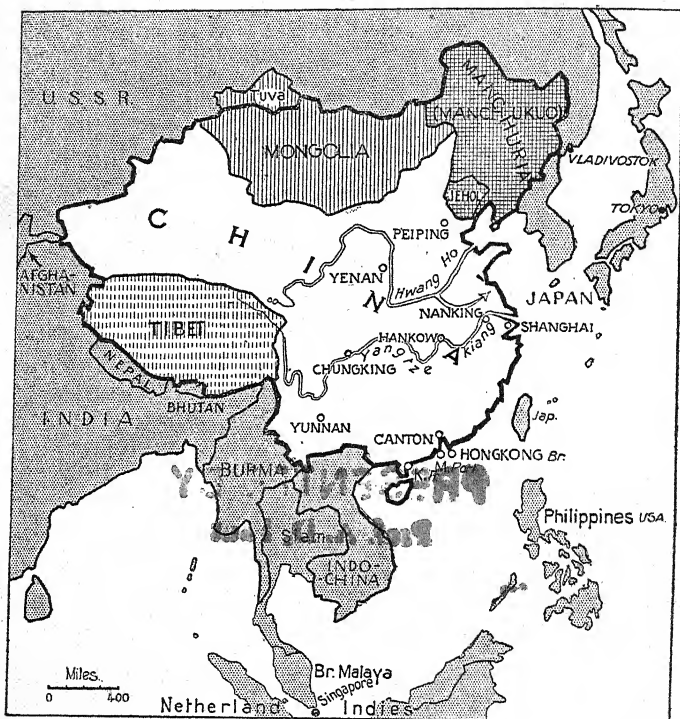 U.S.S.R.
Tuva
MONGOLIA
MANCHURIA
(MANCHUKUO)
JEHOL
VLADIVOSTOK
TOKYO
C H I N A
PEIPING
YENAN
Hwang Ho
AFGHA-
NISTAN
JAPAN
NANKING
SHANGHAI
TIBET
HANKOW
Yangtze kiang
CHUNGKING
NEPAL
BHUTAN
INDIA
Jap.
YUNNAN
CANTON
HONGKONG Br.
BURMA
Philippines USA.
Siam
INDO-
CHINA
Miles.
0 400
Br. Malaya
Singapore
Netherland Indies